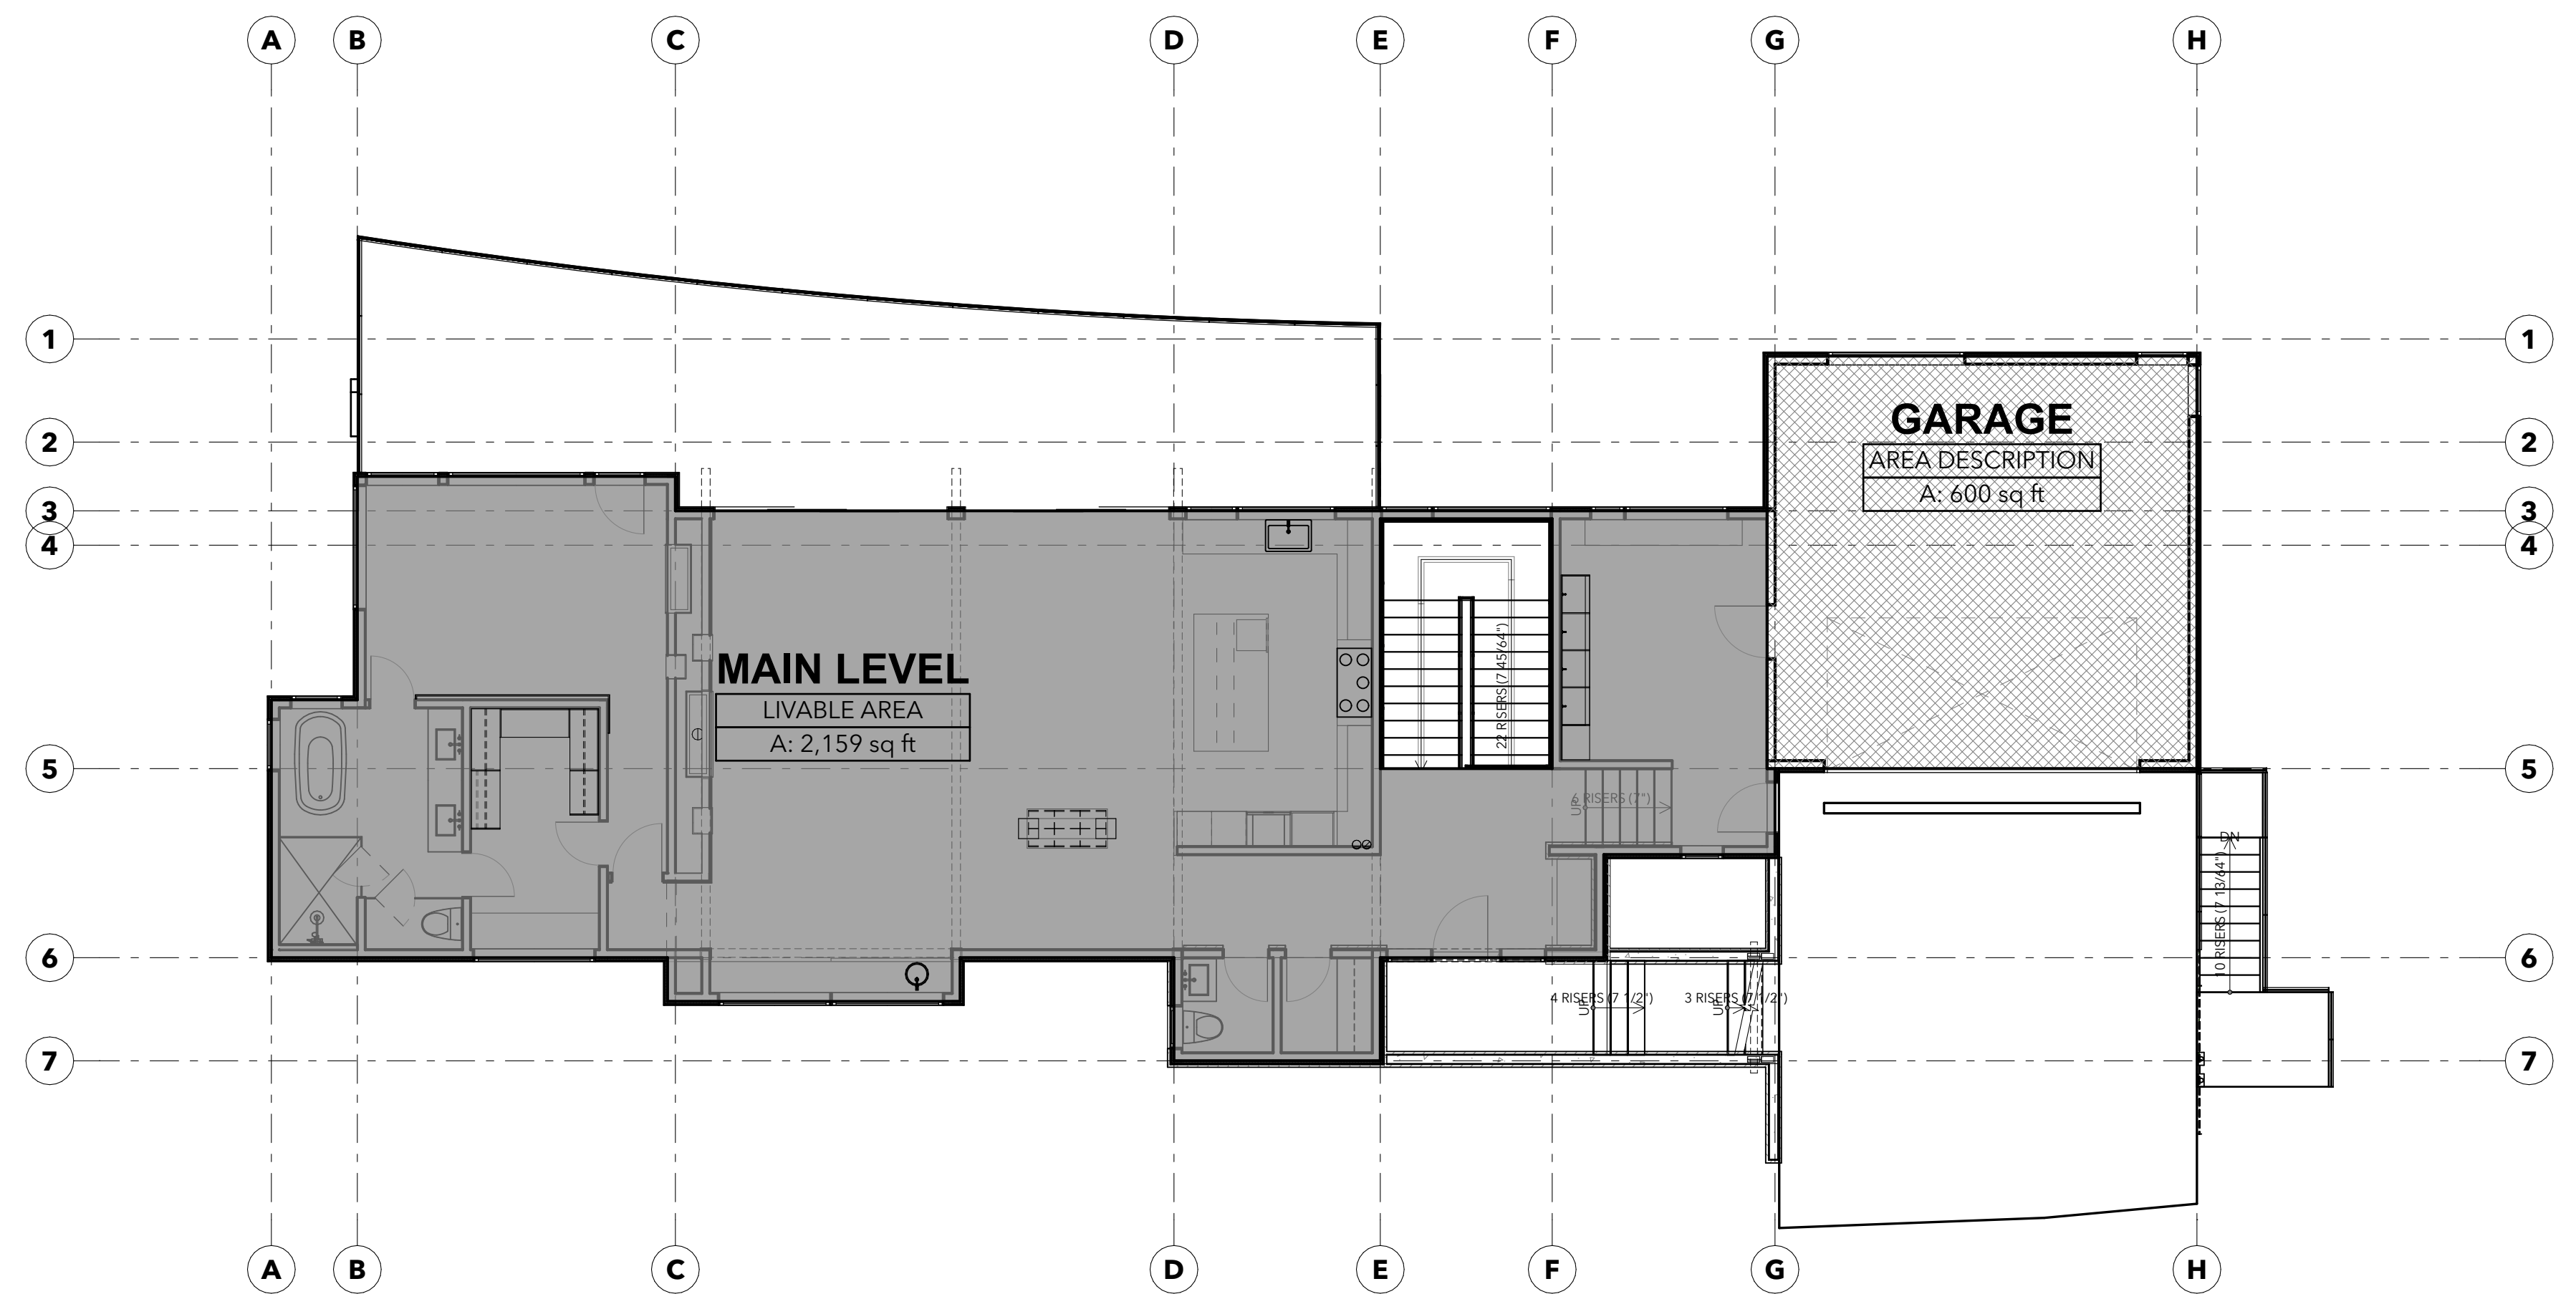 A B C D E F G H
1 1
2 2
3 3
4 4
GARAGE
AREA DESCRIPTION
A: 600 sq ft
MAIN LEVEL
LIVABLE AREA
A: 2,159 sq ft
22 RISERS (7 45/64")
5 5
6 RISERS (7")
UP
DN
10 RISERS (7 13/64")
6 6
4 RISERS (7 1/2")
UP
3 RISERS (7 1/2")
UP
7 7
A B C D E F G H